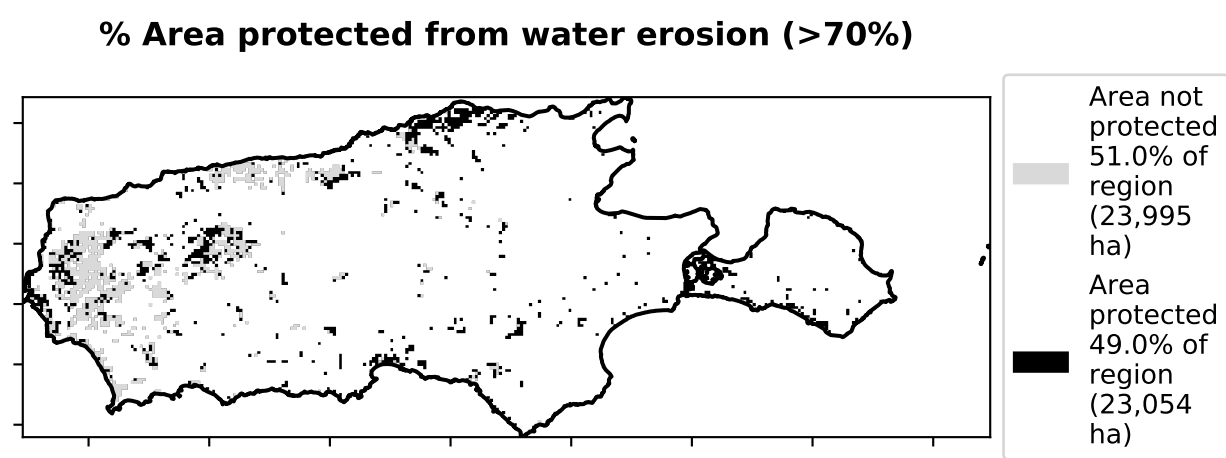 % Area protected from water erosion (>70%)
Area not
protected
51.0% of
region
(23,995
ha)
Area
protected
49.0% of
region
(23,054
ha)